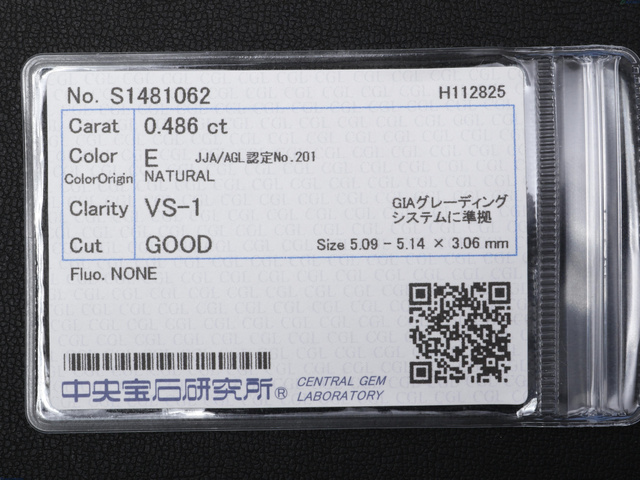 No. S1481062 H112825
Carat 0.486 ct
Color E JJA/AGL認定No.201
ColorOrigin NATURAL
Clarity VS-1 GIAグレーディング
システムに準拠
Cut GOOD Size 5.09 - 5.14 × 3.06 mm
Fluo. NONE
中央宝石研究所® CENTRAL GEM
LABORATORY